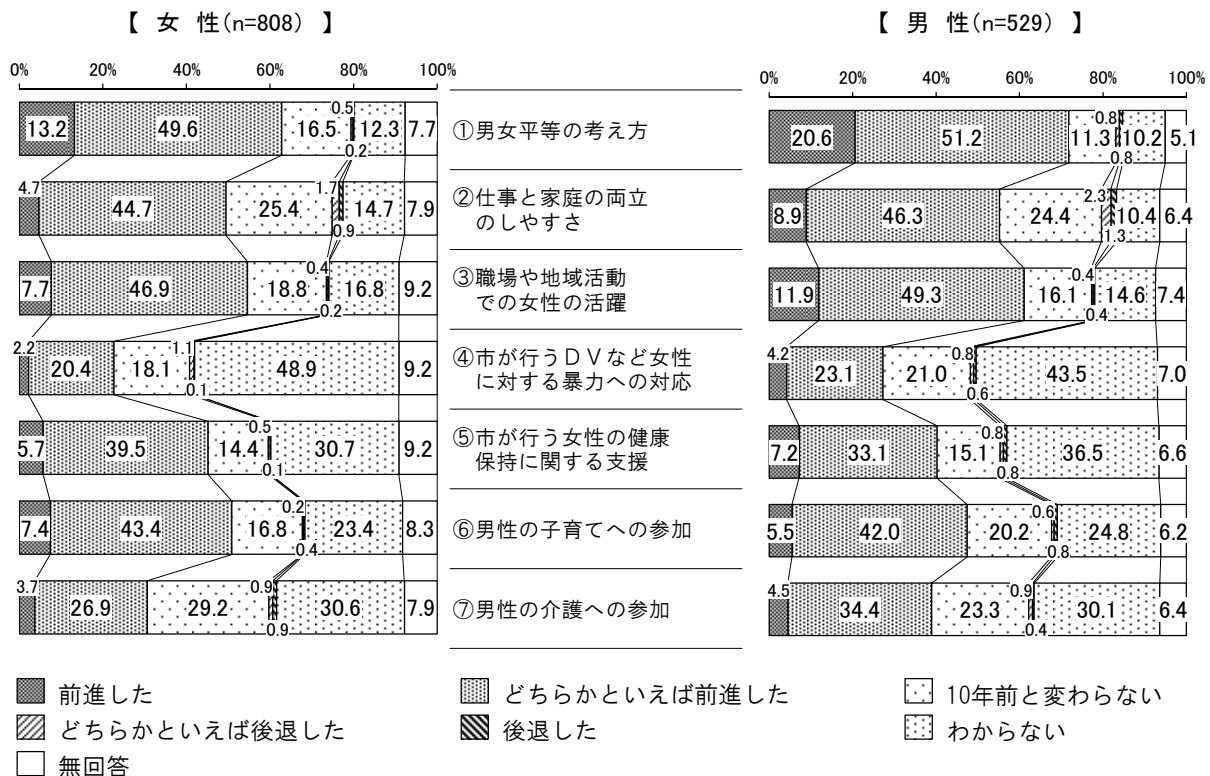 【 女 性(n=808) 】
【 男 性(n=529) 】
0% 20% 40% 60% 80% 100%
0% 20% 40% 60% 80% 100%
13.2 49.6 16.5 0.5 0.2 12.3 7.7
①男女平等の考え方
20.6 51.2 11.3 0.8 0.8 10.2 5.1
4.7 44.7 25.4 1.7 0.9 14.7 7.9
②仕事と家庭の両立
のしやすさ
8.9 46.3 24.4 2.3 1.3 10.4 6.4
7.7 46.9 18.8 0.4 0.2 16.8 9.2
③職場や地域活動
での女性の活躍
11.9 49.3 16.1 0.4 0.4 14.6 7.4
2.2 20.4 18.1 1.1 0.1 48.9 9.2
④市が行うDVなど女性
に対する暴力への対応
4.2 23.1 21.0 0.8 0.6 43.5 7.0
5.7 39.5 14.4 0.5 0.1 30.7 9.2
⑤市が行う女性の健康
保持に関する支援
7.2 33.1 15.1 0.8 0.8 36.5 6.6
7.4 43.4 16.8 0.2 0.4 23.4 8.3
⑥男性の子育てへの参加
5.5 42.0 20.2 0.6 0.8 24.8 6.2
3.7 26.9 29.2 0.9 0.9 30.6 7.9
⑦男性の介護への参加
4.5 34.4 23.3 0.9 0.4 30.1 6.4
前進した
どちらかといえば前進した
10年前と変わらない
どちらかといえば後退した
後退した
わからない
無回答